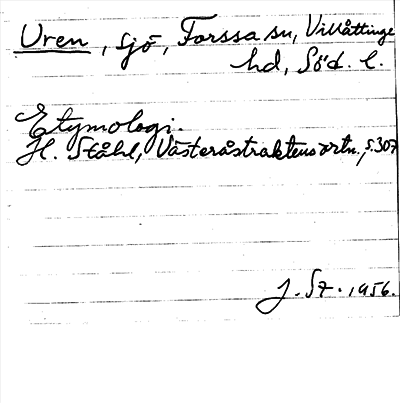 Uren, sjö, Forssa sn, Villåttinge
hd, Söd. l.
Etymologi.
H. Ståhl, Västeråstraktens ortn., s. 307
J. St. 1956.